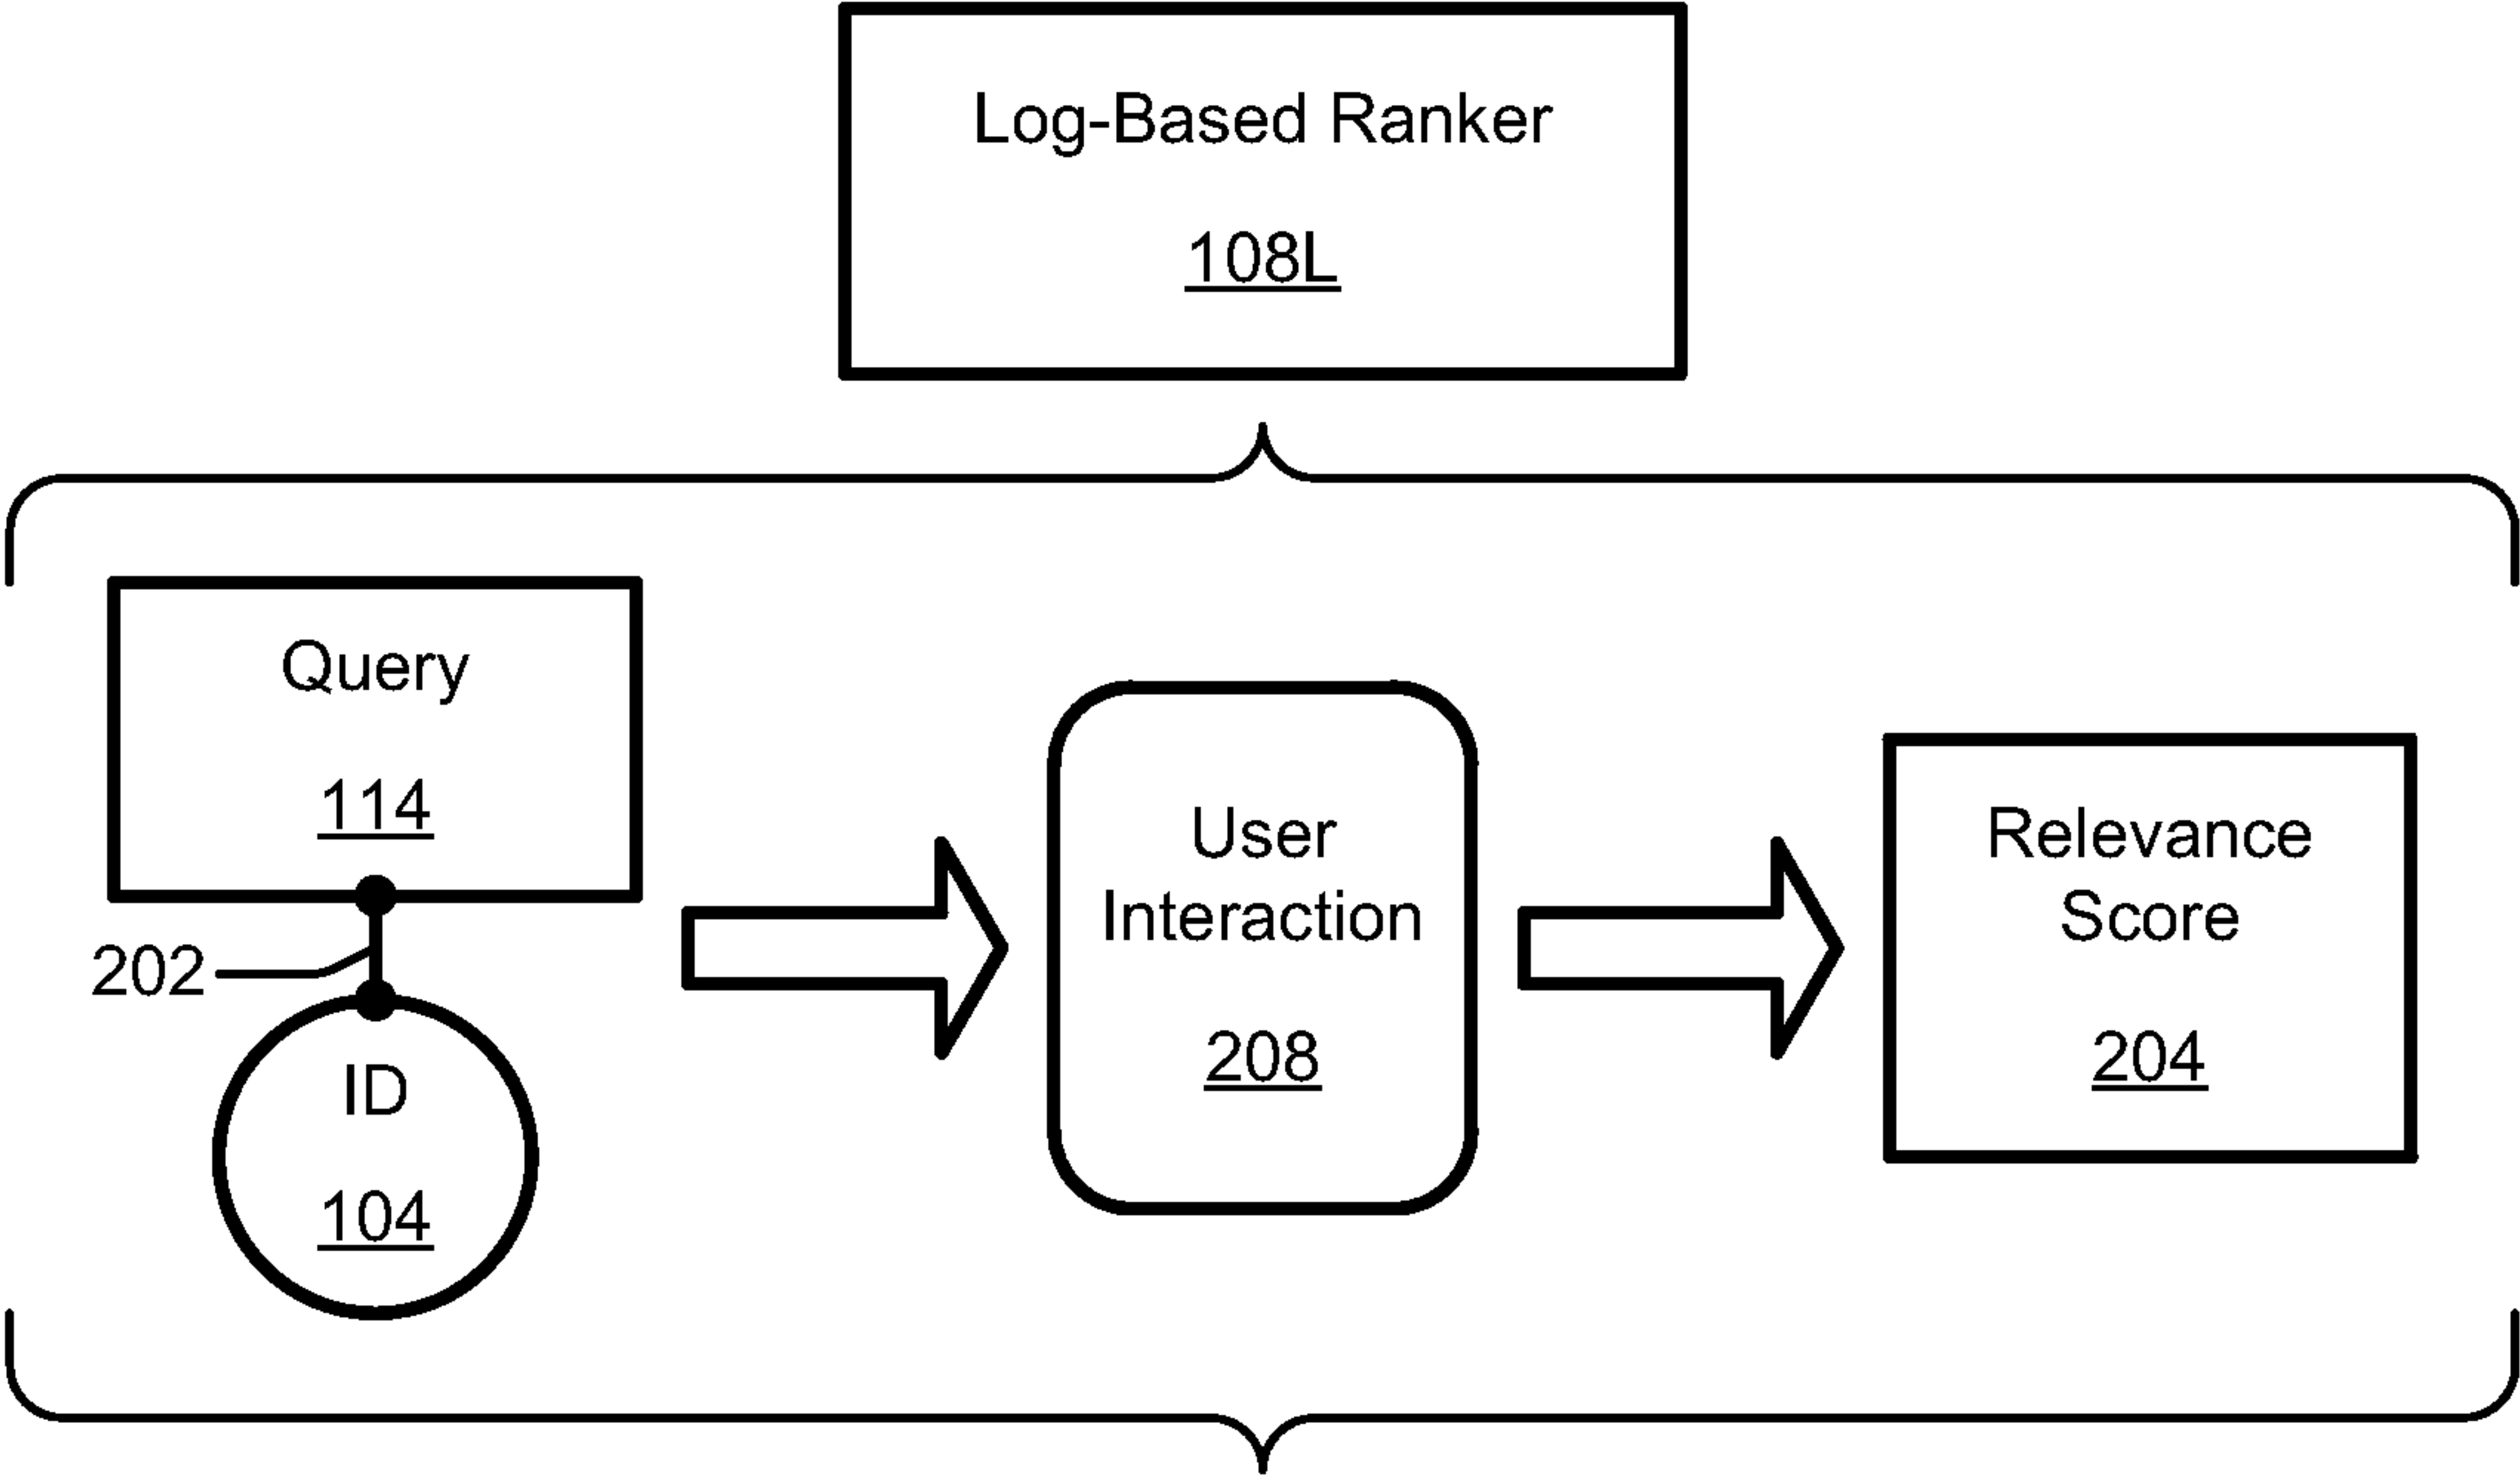 Log-Based Ranker
108L
Query
114
202
ID
104
User
Interaction
208
Relevance
Score
204